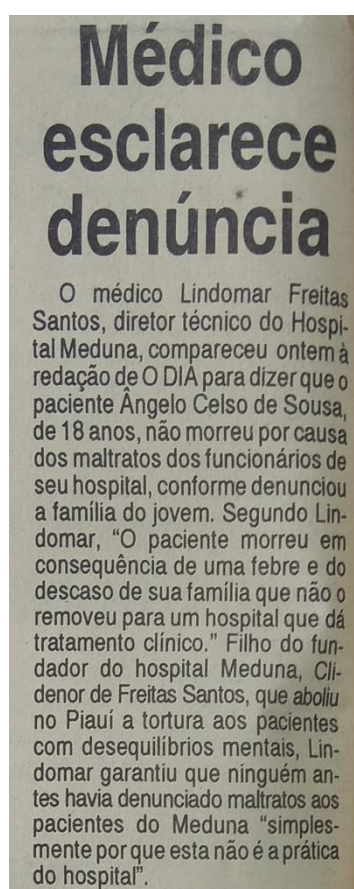 Médico
esclarece
denúncia
O médico Lindomar Freitas
Santos, diretor técnico do Hospi-
tal Meduna, compareceu ontem à
redação de O DIA para dizer que o
paciente Ângelo Celso de Sousa,
de 18 anos, não morreu por causa
dos maltratos dos funcionários de
seu hospital, conforme denunciou
a família do jovem. Segundo Lin-
domar, “O paciente morreu em
consequência de uma febre e do
descaso de sua família que não o
removeu para um hospital que dá
tratamento clínico.” Filho do fun-
dador do hospital Meduna, Cli-
denor de Freitas Santos, que aboliu
no Piauí a tortura aos pacientes
com desequilíbrios mentais, Lin-
domar garantiu que ninguém an-
tes havia denunciado maltratos aos
pacientes do Meduna “simples-
mente por que esta não é a prática
do hospital”.